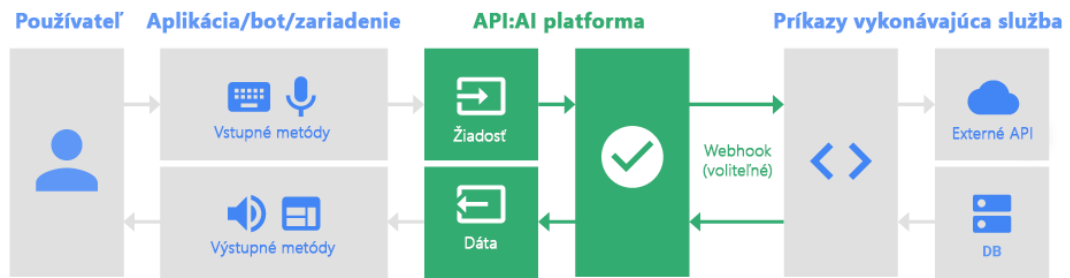 Používateľ
Aplikácia/bot/zariadenie
API:AI platforma
Príkazy vykonávajúca služba
Vstupné metódy
Žiadosť
Webhook
(voliteľné)
Externé API
Výstupné metódy
Dáta
DB